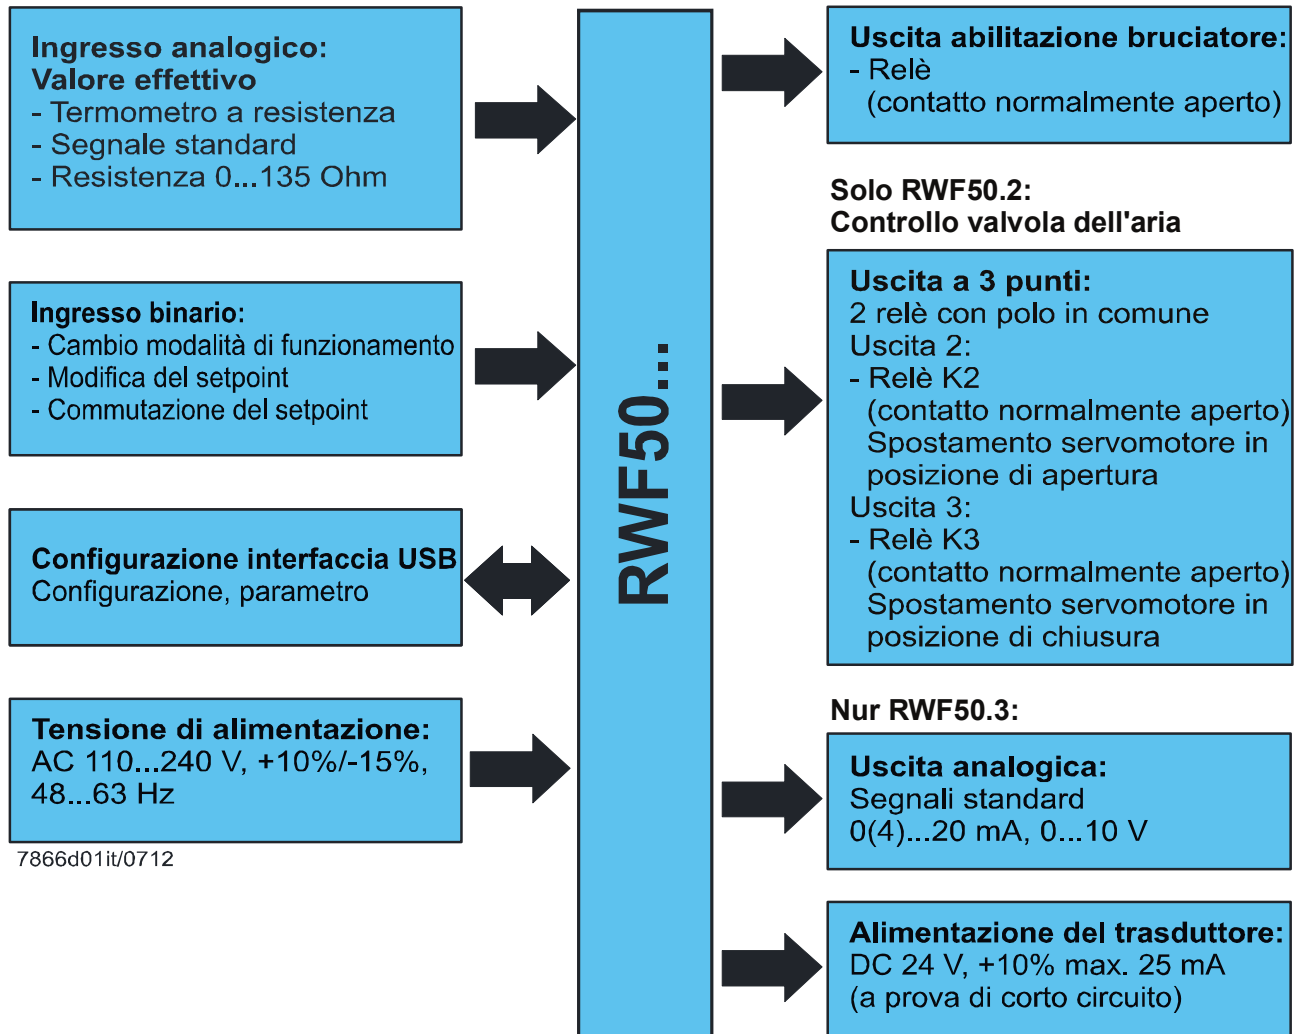 Ingresso analogico:
Valore effettivo
- Termometro a resistenza
- Segnale standard
- Resistenza 0...135 Ohm
Ingresso binario:
- Cambio modalità di funzionamento
- Modifica del setpoint
- Commutazione del setpoint
Configurazione interfaccia USB
Configurazione, parametro
Tensione di alimentazione:
AC 110...240 V, +10%/-15%,
48...63 Hz
7866d01it/0712
RWF50...
Uscita abilitazione bruciatore:
- Relè
(contatto normalmente aperto)
Solo RWF50.2:
Controllo valvola dell'aria
Uscita a 3 punti:
2 relè con polo in comune
Uscita 2:
- Relè K2
(contatto normalmente aperto)
Spostamento servomotore in
posizione di apertura
Uscita 3:
- Relè K3
(contatto normalmente aperto)
Spostamento servomotore in
posizione di chiusura
Nur RWF50.3:
Uscita analogica:
Segnali standard
0(4)...20 mA, 0...10 V
Alimentazione del trasduttore:
DC 24 V, +10% max. 25 mA
(a prova di corto circuito)